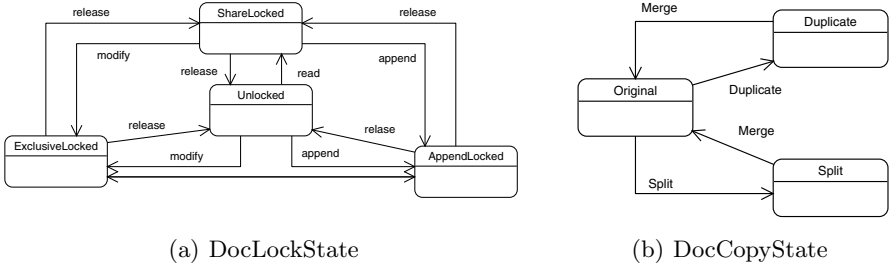 release
ShareLocked
release
modify
append
release
read
Unlocked
ExclusiveLocked
release
relase
modify
append
AppendLocked
Merge
Duplicate
Original
Duplicate
Merge
Split
Split
(a) DocLockState
(b) DocCopyState